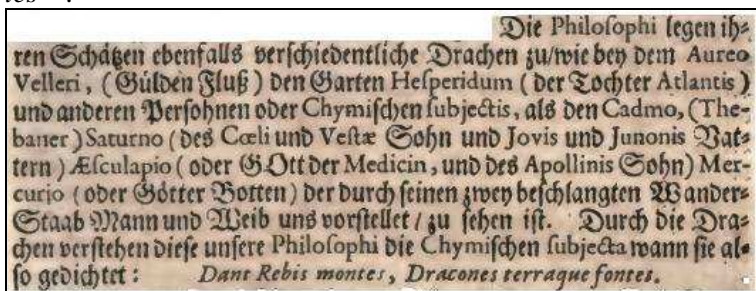 Die Philosophi legen ih-
ren Schätzen ebenfalls verschiedentliche Drachen zu/wie bey dem Aureo
Velleri, (Gülden Fluß) den Garten Hesperidum (der Tochter Atlantis)
und anderen Persohnen oder Chymischen subjectis, als den Cadmo, (The-
baner) Saturno (des Cœli und Vestæ Sohn und Jovis und Junonis Vat-
tern) Æsculapio (oder GOtt der Medicin, und des Apollinis Sohn) Mer-
curio (oder Götter Botten) der durch seinen zwey beschlangten Wander-
Staab Mann und Weib uns vorstellet / zu sehen ist. Durch die Dra-
chen verstehen diese unsere Philosophi die Chymischen subjecta wann sie al-
so gedichtet: Dant Rebis montes, Dracones terraque fontes.